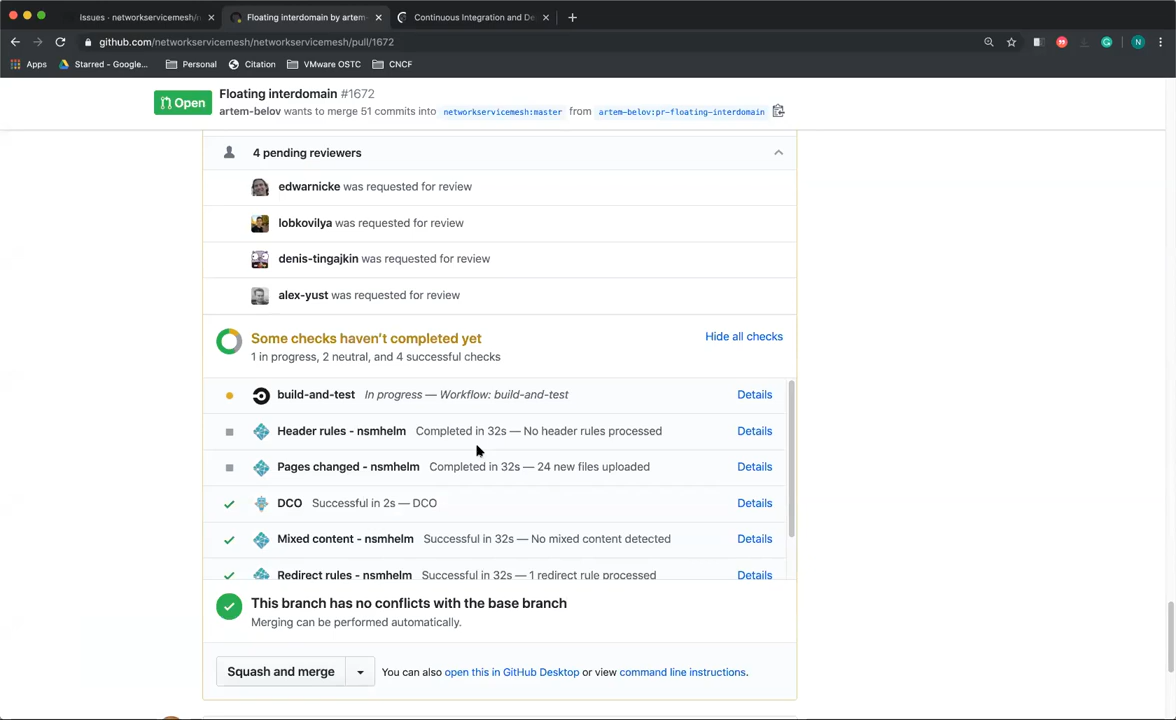 Issues · networkservicemesh/n
Floating interdomain by artem-
Continuous Integration and De
github.com/networkservicemesh/networkservicemesh/pull/1672
Apps Starred - Google... Personal Citation VMware OSTC CNCF
Open
Floating interdomain #1672
artem-belov wants to merge 51 commits into networkservicemesh:master from artem-belov:pr-floating-interdomain
4 pending reviewers
edwarnicke was requested for review
lobkovilya was requested for review
denis-tingajkin was requested for review
alex-yust was requested for review
Some checks haven't completed yet
Hide all checks
1 in progress, 2 neutral, and 4 successful checks
build-and-test In progress — Workflow: build-and-test Details
Header rules - nsmhelm Completed in 32s — No header rules processed Details
Pages changed - nsmhelm Completed in 32s — 24 new files uploaded Details
DCO Successful in 2s — DCO Details
Mixed content - nsmhelm Successful in 32s — No mixed content detected Details
Redirect rules - nsmhelm Successful in 32s — 1 redirect rule processed Details
This branch has no conflicts with the base branch
Merging can be performed automatically.
Squash and merge You can also open this in GitHub Desktop or view command line instructions.